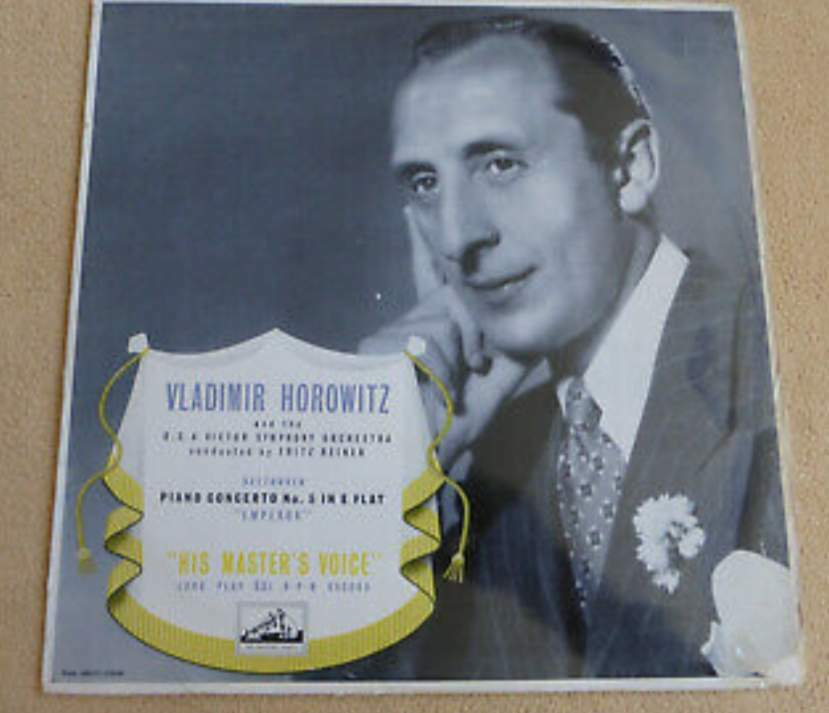 VLADIMIR HOROWITZ
and the
R.C.A VICTOR SYMPHONY ORCHESTRA
conducted by FRITZ REINER
BEETHOVEN
PIANO CONCERTO No. 5 IN E FLAT
"EMPEROR"
"HIS MASTER'S VOICE"
LONG PLAY 33⅓ R·P·M RECORD